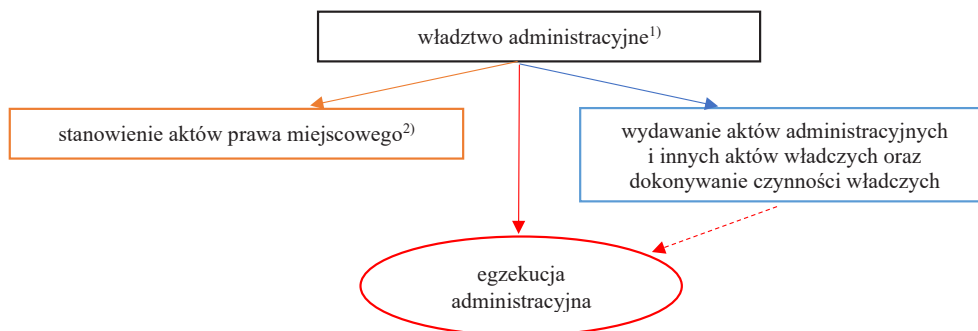 władztwo administracyjne1)
stanowienie aktów prawa miejscowego2)
wydawanie aktów administracyjnych
i innych aktów władczych oraz
dokonywanie czynności władczych
egzekucja
administracyjna